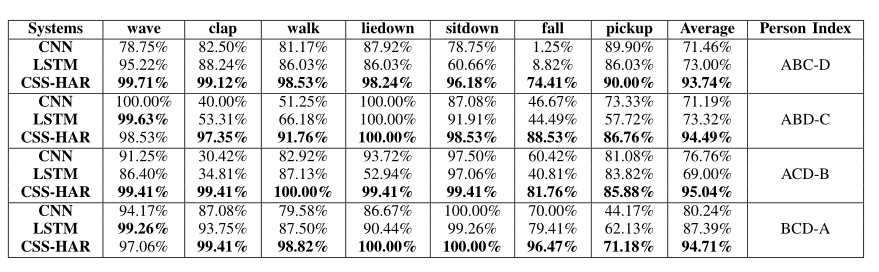 Systems wave clap walk liedown sitdown fall pickup Average Person Index
CNN 78.75% 82.50% 81.17% 87.92% 78.75% 1.25% 89.90% 71.46%
LSTM 95.22% 88.24% 86.03% 86.03% 60.66% 8.82% 86.03% 73.00% ABC-D
CSS-HAR 99.71% 99.12% 98.53% 98.24% 96.18% 74.41% 90.00% 93.74%
CNN 100.00% 40.00% 51.25% 100.00% 87.08% 46.67% 73.33% 71.19%
LSTM 99.63% 53.31% 66.18% 100.00% 91.91% 44.49% 57.72% 73.32% ABD-C
CSS-HAR 98.53% 97.35% 91.76% 100.00% 98.53% 88.53% 86.76% 94.49%
CNN 91.25% 30.42% 82.92% 93.72% 97.50% 60.42% 81.08% 76.76%
LSTM 86.40% 34.81% 87.13% 52.94% 97.06% 40.81% 83.82% 69.00% ACD-B
CSS-HAR 99.41% 99.41% 100.00% 99.41% 99.41% 81.76% 85.88% 95.04%
CNN 94.17% 87.08% 79.58% 86.67% 100.00% 70.00% 44.17% 80.24%
LSTM 99.26% 93.75% 87.50% 90.44% 99.26% 79.41% 62.13% 87.39% BCD-A
CSS-HAR 97.06% 99.41% 98.82% 100.00% 100.00% 96.47% 71.18% 94.71%